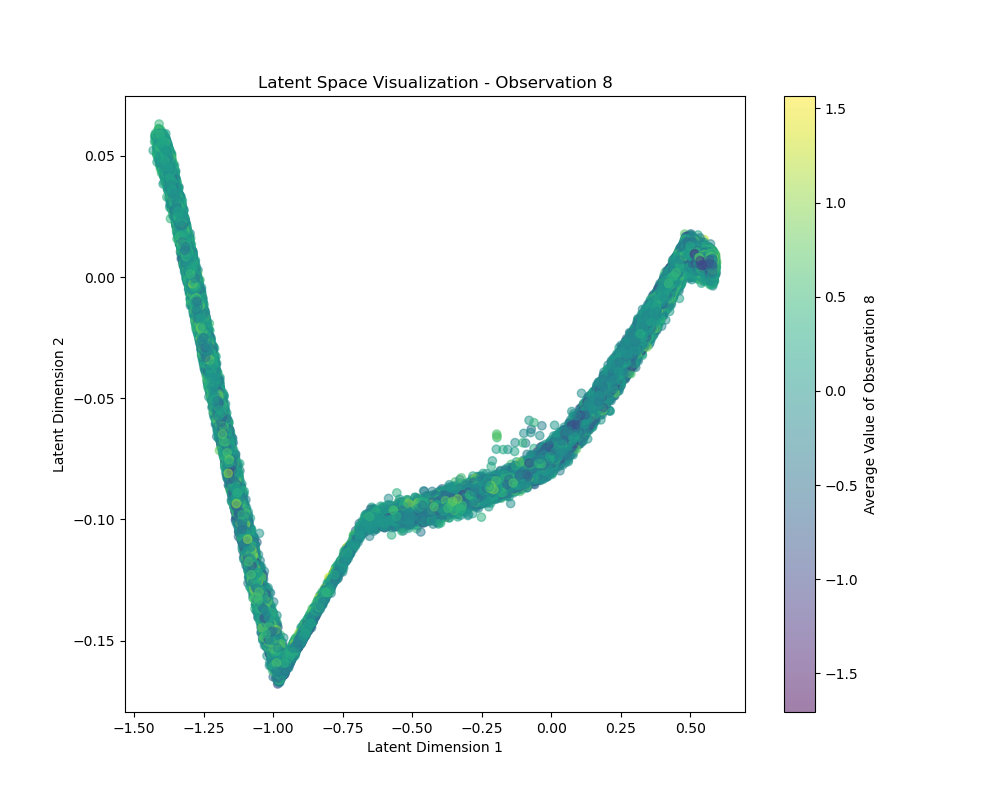 Latent Space Visualization - Observation 8
Latent Dimension 2
0.05
0.00
−0.05
−0.10
−0.15
−1.50 −1.25 −1.00 −0.75 −0.50 −0.25 0.00 0.25 0.50
Latent Dimension 1
1.5
1.0
0.5
0.0
−0.5
−1.0
−1.5
Average Value of Observation 8